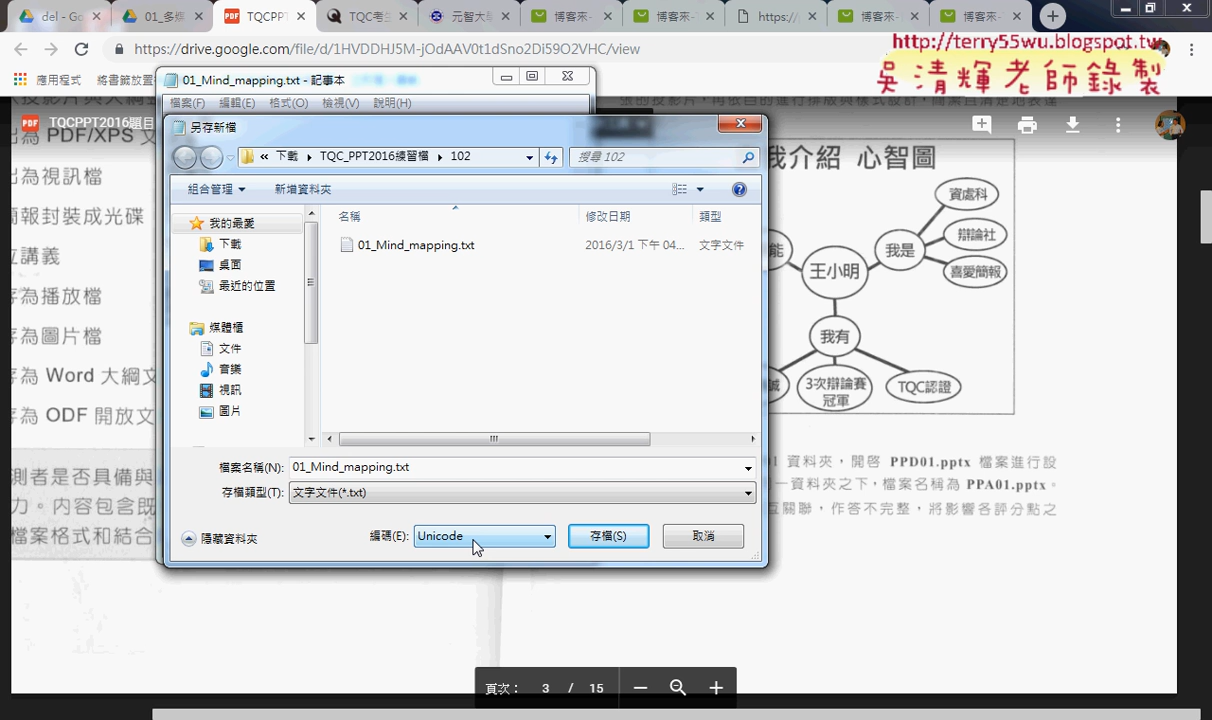 del - Go
01_多媒
TQCPPT
TQC考
元智大
博客來-
博客來-
https:/
博客來-
博客來-
https://drive.google.com/file/d/1HVDDHJ5M-jOdAAV0t1dSno2Di59O2VHC/view
http://terry55wu.blogspot.tw
吳清輝老師錄製
應用程式
將書籤放置
01_Mind_mapping.txt - 記事本
檔案(F) 編輯(E) 格式(O) 檢視(V) 說明(H)
PDF TQCPPT2016題目
出為 PDF/XPS 文
出為視訊檔
簡報封裝成光碟
立講義
存為播放檔
存為圖片檔
存為 Word 大綱文
存為 ODF 開放文
測者是否具備與
力。內容包含既
檔案格式和結合
另存新檔
« 下載 ▸ TQC_PPT2016練習檔 ▸ 102
搜尋 102
組合管理
新增資料夾
我的最愛
下載
桌面
最近的位置
媒體櫃
文件
音樂
視訊
圖片
名稱
修改日期
類型
01_Mind_mapping.txt
2016/3/1 下午 04...
文字文件
檔案名稱(N): 01_Mind_mapping.txt
存檔類型(T): 文字文件(*.txt)
隱藏資料夾
編碼(E): Unicode
存檔(S)
取消
我介紹 心智圖
資處科
辯論社
喜愛簡報
我是
王小明
能
我有
誠
3次辯論賽
冠軍
TQC認證
資料夾，開啓 PPD01.pptx 檔案進行設
一資料夾之下，檔案名稱為 PPA01.pptx。
互關聯，作答不完整，將影響各評分點之
頁次： 3 / 15